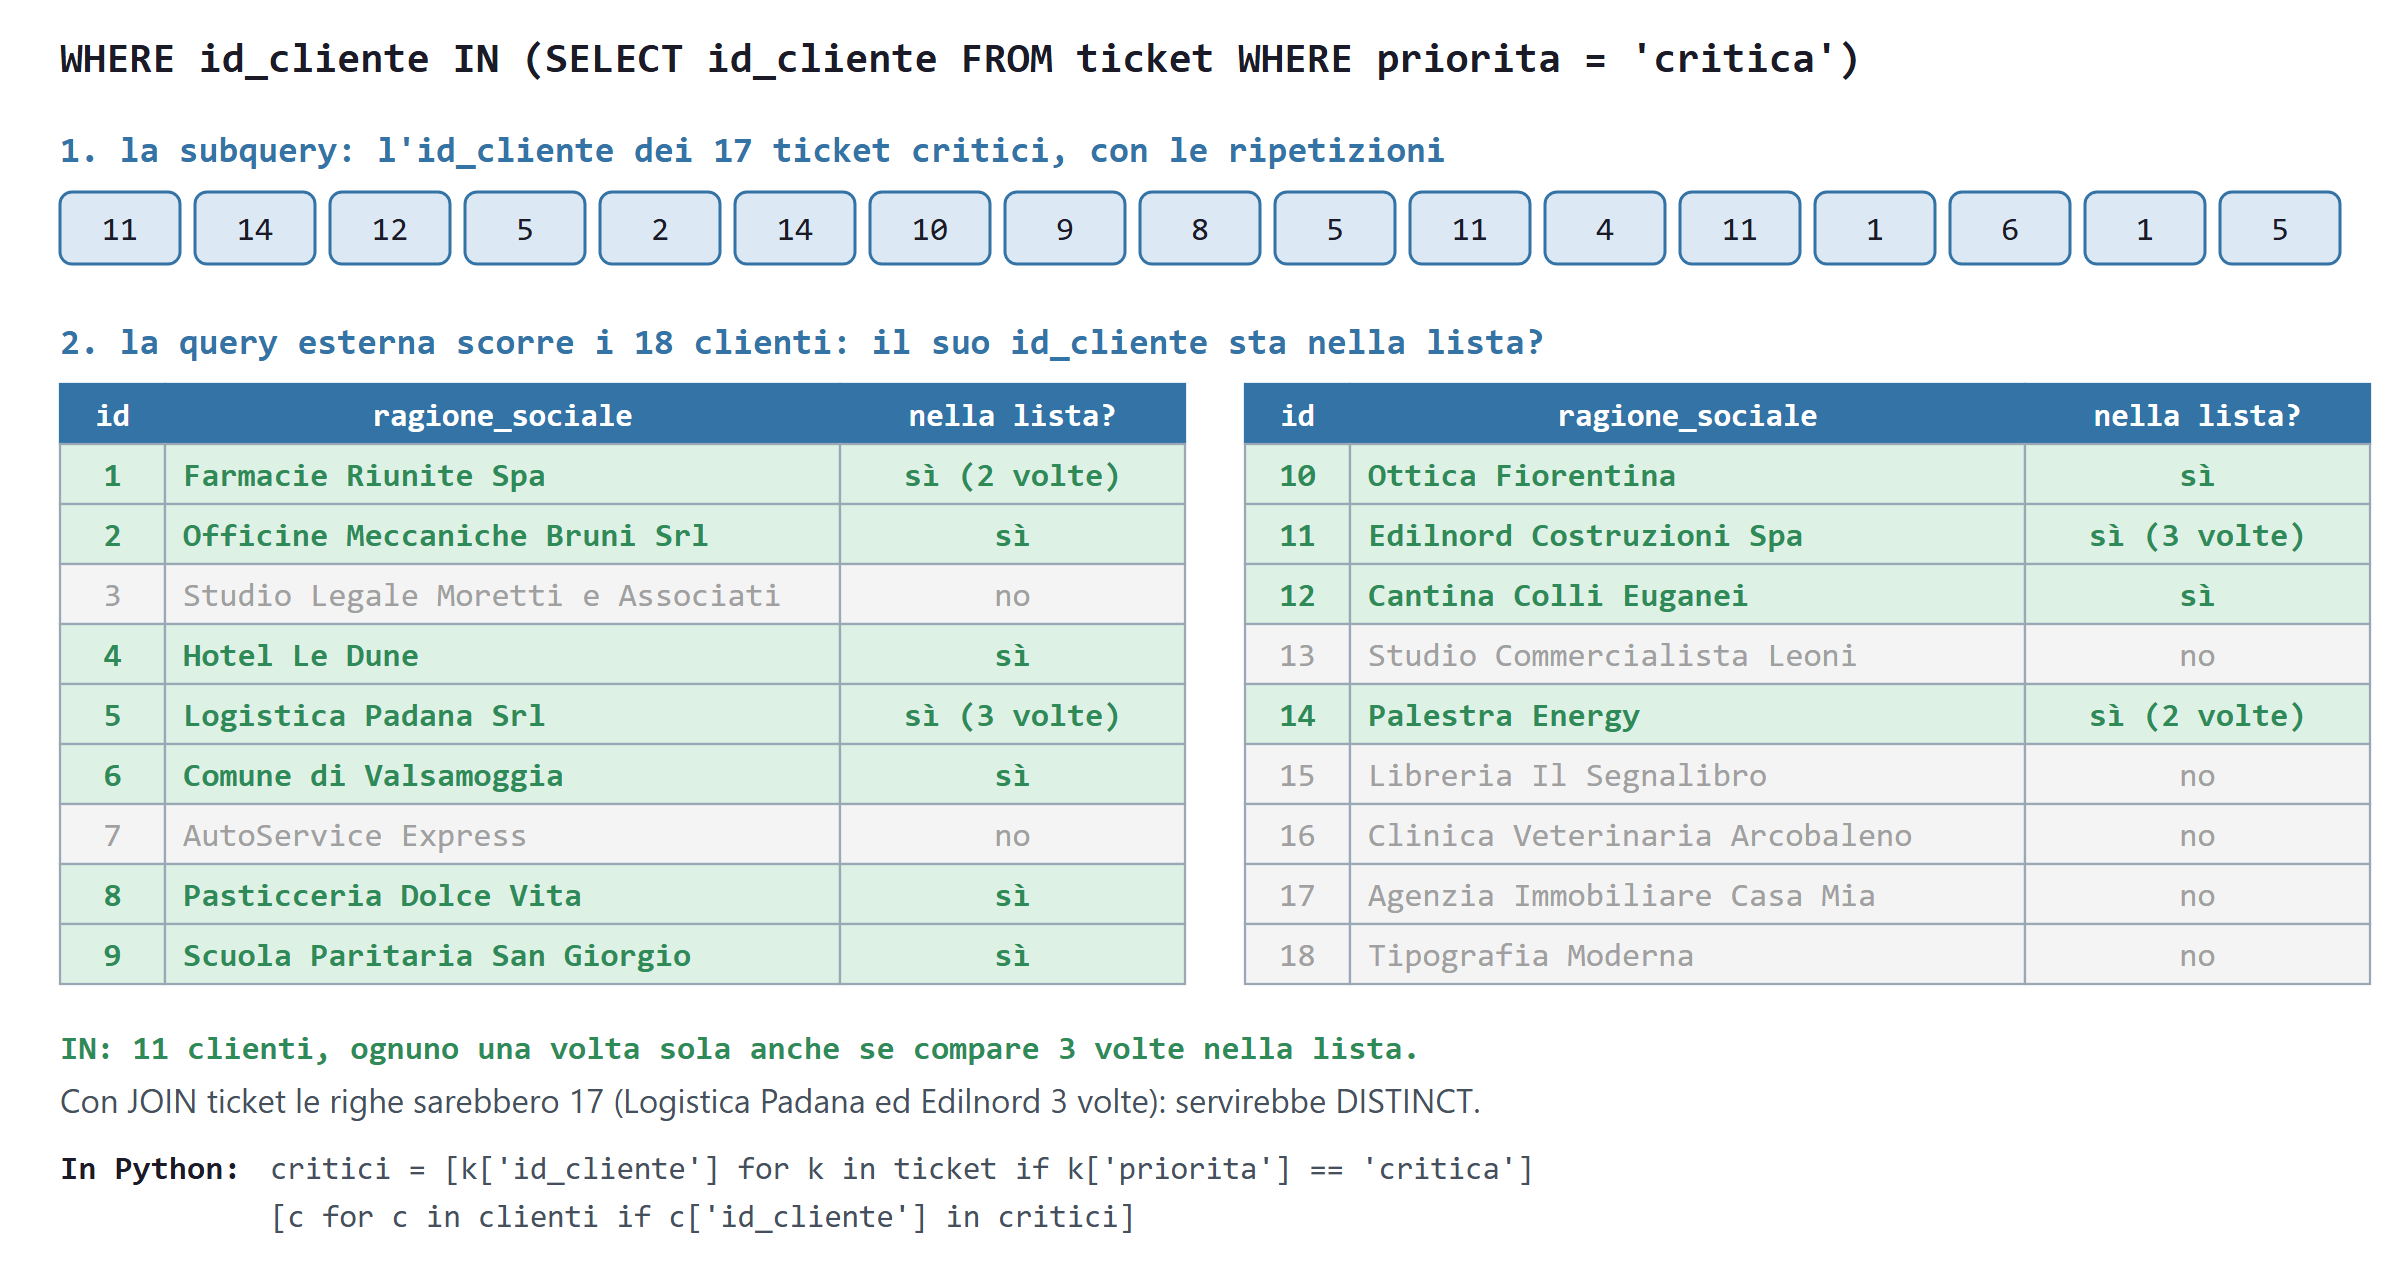 WHERE id_cliente IN (SELECT id_cliente FROM ticket WHERE priorita = 'critica')
1. la subquery: l'id_cliente dei 17 ticket critici, con le ripetizioni
11 14 12 5 2 14 10 9 8 5 11 4 11 1 6 1 5
2. la query esterna scorre i 18 clienti: il suo id_cliente sta nella lista?
id ragione_sociale nella lista?
1 Farmacie Riunite Spa sì (2 volte)
2 Officine Meccaniche Bruni Srl sì
3 Studio Legale Moretti e Associati no
4 Hotel Le Dune sì
5 Logistica Padana Srl sì (3 volte)
6 Comune di Valsamoggia sì
7 AutoService Express no
8 Pasticceria Dolce Vita sì
9 Scuola Paritaria San Giorgio sì
id ragione_sociale nella lista?
10 Ottica Fiorentina sì
11 Edilnord Costruzioni Spa sì (3 volte)
12 Cantina Colli Euganei sì
13 Studio Commercialista Leoni no
14 Palestra Energy sì (2 volte)
15 Libreria Il Segnalibro no
16 Clinica Veterinaria Arcobaleno no
17 Agenzia Immobiliare Casa Mia no
18 Tipografia Moderna no
IN: 11 clienti, ognuno una volta sola anche se compare 3 volte nella lista.
Con JOIN ticket le righe sarebbero 17 (Logistica Padana ed Edilnord 3 volte): servirebbe DISTINCT.
In Python: critici = [k['id_cliente'] for k in ticket if k['priorita'] == 'critica']
[c for c in clienti if c['id_cliente'] in critici]